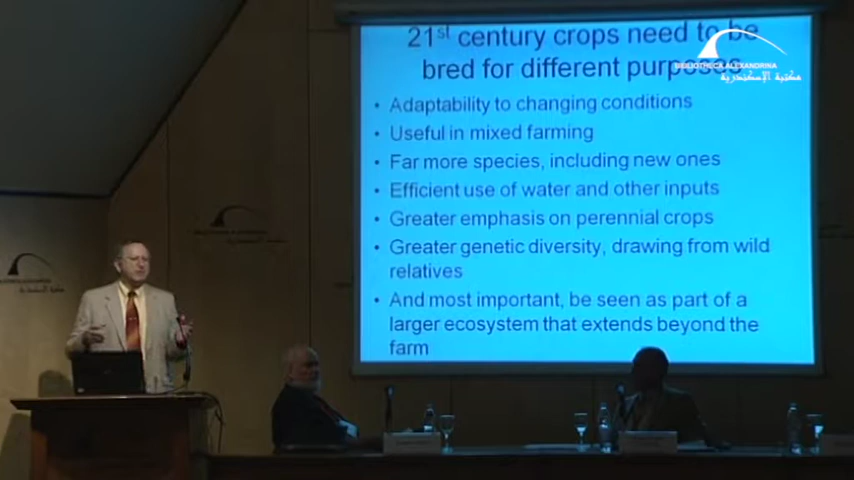 21st century crops need to be
bred for different purposes
BIBLIOTHECA ALEXANDRINA
مكتبة الإسكندرية
• Adaptability to changing conditions
• Useful in mixed farming
• Far more species, including new ones
• Efficient use of water and other inputs
• Greater emphasis on perennial crops
• Greater genetic diversity, drawing from wild
relatives
• And most important, be seen as part of a
larger ecosystem that extends beyond the
farm